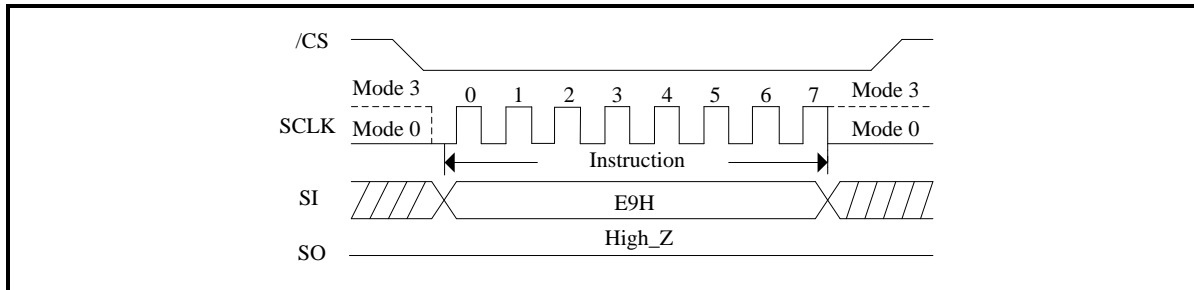 /CS
Mode 3 0 1 2 3 4 5 6 7 Mode 3
SCLK Mode 0 Mode 0
Instruction
SI E9H
High_Z
SO